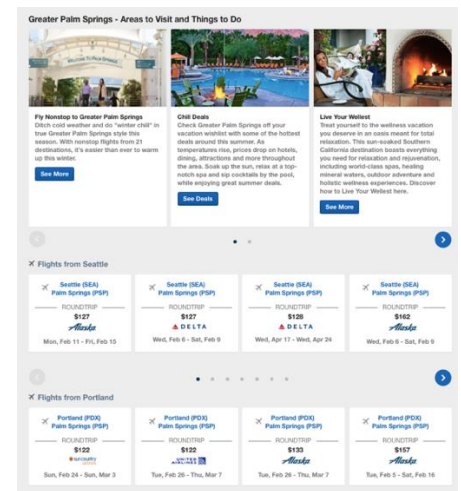 Greater Palm Springs - Areas to Visit and Things to Do
WELCOME TO PALM SPRINGS
Fly Nonstop to Greater Palm Springs
Ditch cold weather and do "winter chill" in
true Greater Palm Springs style this
season. With nonstop flights from 21
destinations, it's easier than ever to warm
up this winter.
See More
Chill Deals
Check Greater Palm Springs off your
vacation wishlist with some of the hottest
deals around this summer. As
temperatures rise, prices drop on hotels,
dining, attractions and more throughout
the area. Soak up the sun, relax at a top-
notch spa and sip cocktails by the pool,
while enjoying great summer deals.
See Deals
Live Your Wellest
Treat yourself to the wellness vacation
you deserve in an oasis meant for total
relaxation. This sun-soaked Southern
California destination boasts everything
you need for relaxation and rejuvenation,
including world-class spas, healing
mineral waters, outdoor adventure and
holistic wellness experiences. Discover
how to Live Your Wellest here.
See More
Flights from Seattle
Seattle (SEA)
Palm Springs (PSP)
ROUNDTRIP
$127
Alaska
Mon, Feb 11 - Fri, Feb 15
Seattle (SEA)
Palm Springs (PSP)
ROUNDTRIP
$127
DELTA
Wed, Feb 6 - Sat, Feb 9
Seattle (SEA)
Palm Springs (PSP)
ROUNDTRIP
$128
DELTA
Wed, Apr 17 - Wed, Apr 24
Seattle (SEA)
Palm Springs (PSP)
ROUNDTRIP
$162
Alaska
Wed, Feb 6 - Sat, Feb 9
Flights from Portland
Portland (PDX)
Palm Springs (PSP)
ROUNDTRIP
$122
sun country
Sun, Feb 24 - Sun, Mar 3
Portland (PDX)
Palm Springs (PSP)
ROUNDTRIP
$122
UNITED
AIRLINES
Tue, Feb 26 - Thu, Mar 7
Portland (PDX)
Palm Springs (PSP)
ROUNDTRIP
$133
Alaska
Tue, Feb 26 - Thu, Mar 7
Portland (PDX)
Palm Springs (PSP)
ROUNDTRIP
$157
Alaska
Tue, Feb 5 - Sat, Feb 16